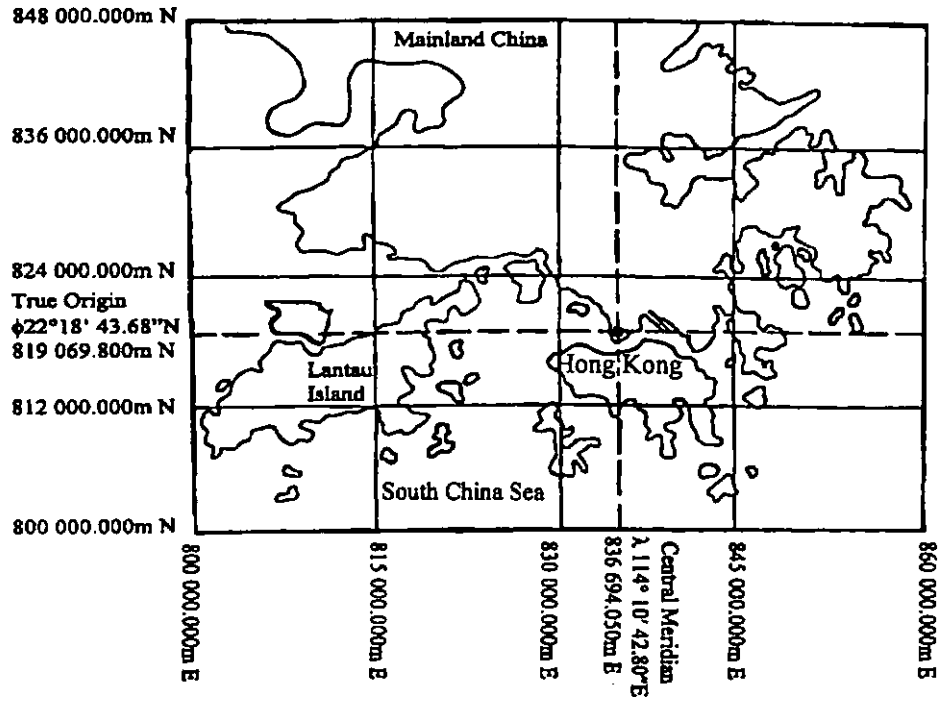 848 000.000m N
Mainland China
836 000.000m N
824 000.000m N
True Origin
ϕ22°18' 43.68"N
819 069.800m N
Lantau
Island
Hong Kong
812 000.000m N
South China Sea
800 000.000m N
800 000.000m E
815 000.000m E
830 000.000m E
836 694.050m E
λ 114° 10' 42.80"E
Central Meridian
845 000.000m E
860 000.000m E